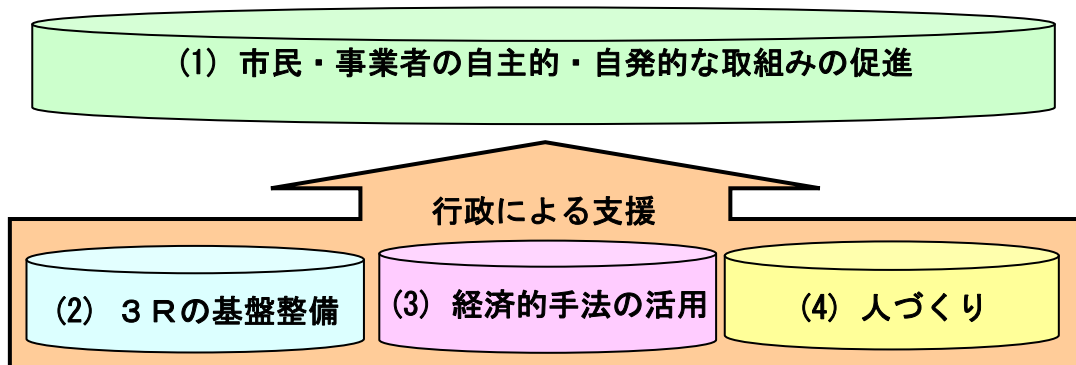 (1) 市民・事業者の自主的・自発的な取組みの促進
行政による支援
(2) ３Ｒの基盤整備
(3) 経済的手法の活用
(4) 人づくり